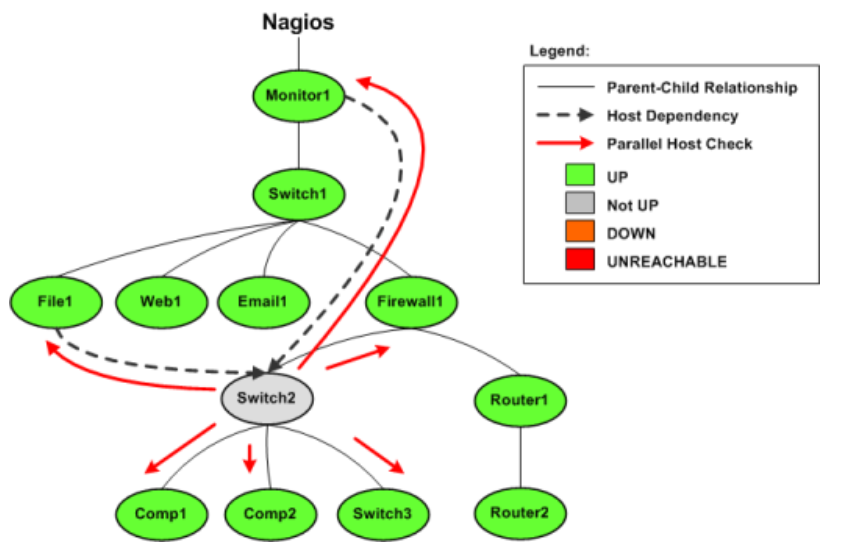 Nagios
Legend:
Monitor1
Parent-Child Relationship
Host Dependency
Parallel Host Check
UP
Switch1
Not UP
DOWN
UNREACHABLE
File1
Web1
Email1
Firewall1
Switch2
Router1
Comp1
Comp2
Switch3
Router2